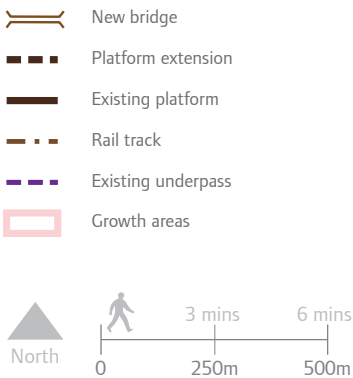 New bridge
Platform extension
Existing platform
Rail track
Existing underpass
Growth areas
3 mins 6 mins
North
0 250m 500m